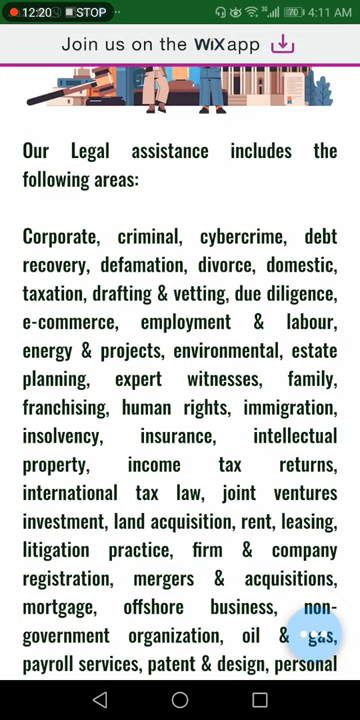 12:20 STOP 70 4:11 AM
Join us on the WiX app
Our Legal assistance includes the
following areas:
Corporate, criminal, cybercrime, debt
recovery, defamation, divorce, domestic,
taxation, drafting & vetting, due diligence,
e-commerce, employment & labour,
energy & projects, environmental, estate
planning, expert witnesses, family,
franchising, human rights, immigration,
insolvency, insurance, intellectual
property, income tax returns,
international tax law, joint ventures
investment, land acquisition, rent, leasing,
litigation practice, firm & company
registration, mergers & acquisitions,
mortgage, offshore business, non-
government organization, oil & gas,
payroll services, patent & design, personal